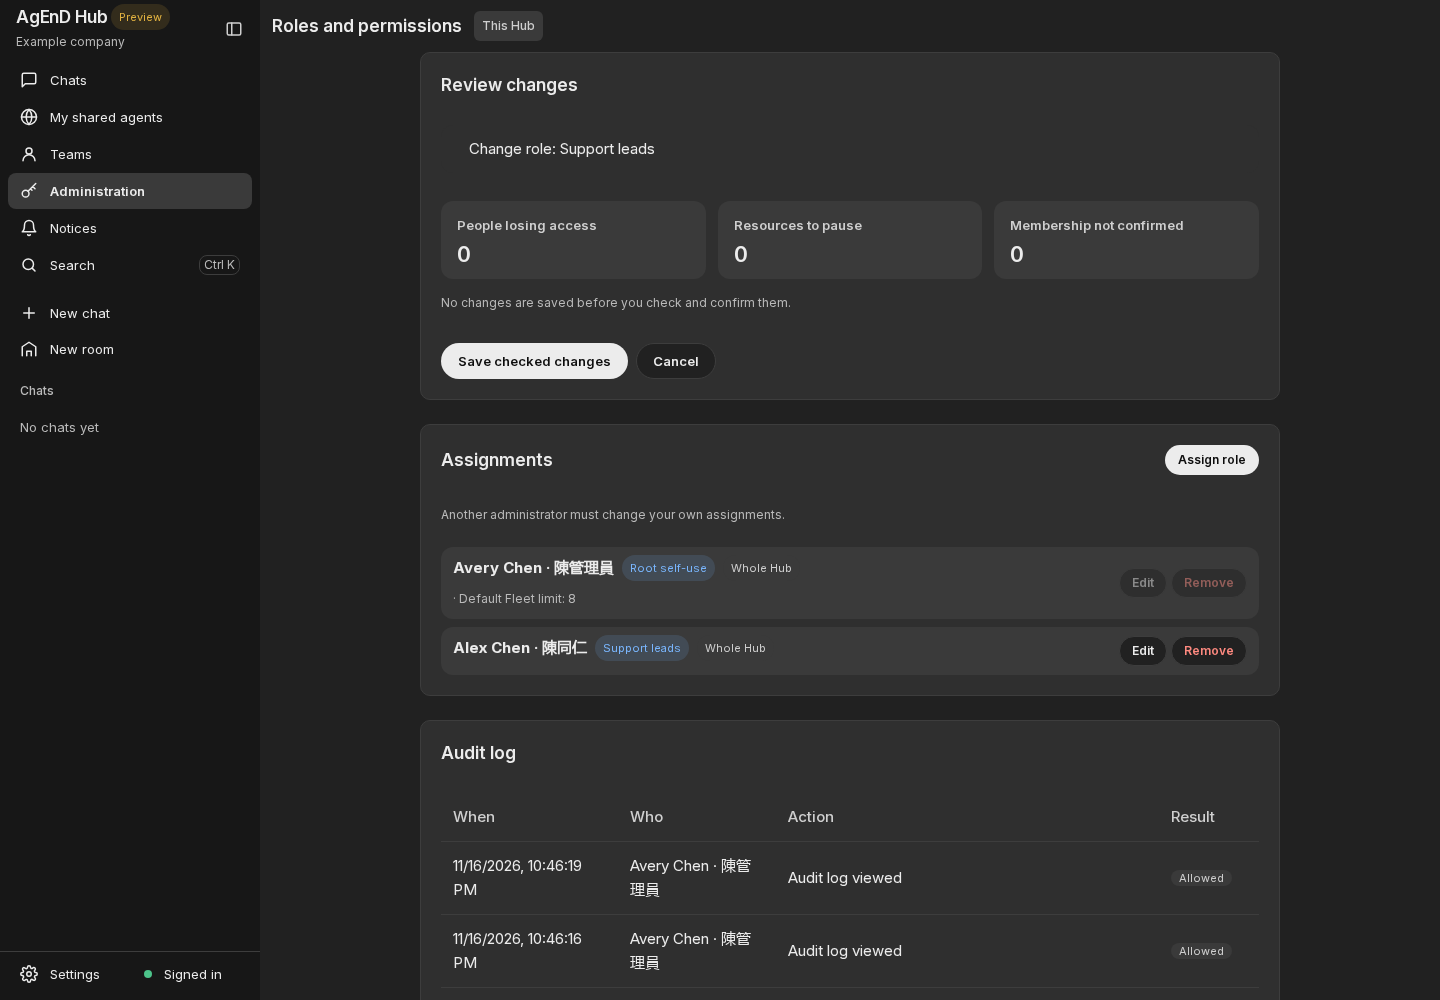 AgEnD Hub Preview
Example company
Chats
My shared agents
Teams
Administration
Notices
Search Ctrl K
New chat
New room
Chats
No chats yet
Settings
Signed in
Roles and permissions This Hub
Review changes
Change role: Support leads
People losing access
0
Resources to pause
0
Membership not confirmed
0
No changes are saved before you check and confirm them.
Save checked changes Cancel
Assignments Assign role
Another administrator must change your own assignments.
Avery Chen · 陳管理員 Root self-use Whole Hub
· Default Fleet limit: 8
Edit Remove
Alex Chen · 陳同仁 Support leads Whole Hub
Edit Remove
Audit log
When Who Action Result
11/16/2026, 10:46:19
PM
Avery Chen · 陳管
理員
Audit log viewed
Allowed
11/16/2026, 10:46:16
PM
Avery Chen · 陳管
理員
Audit log viewed
Allowed